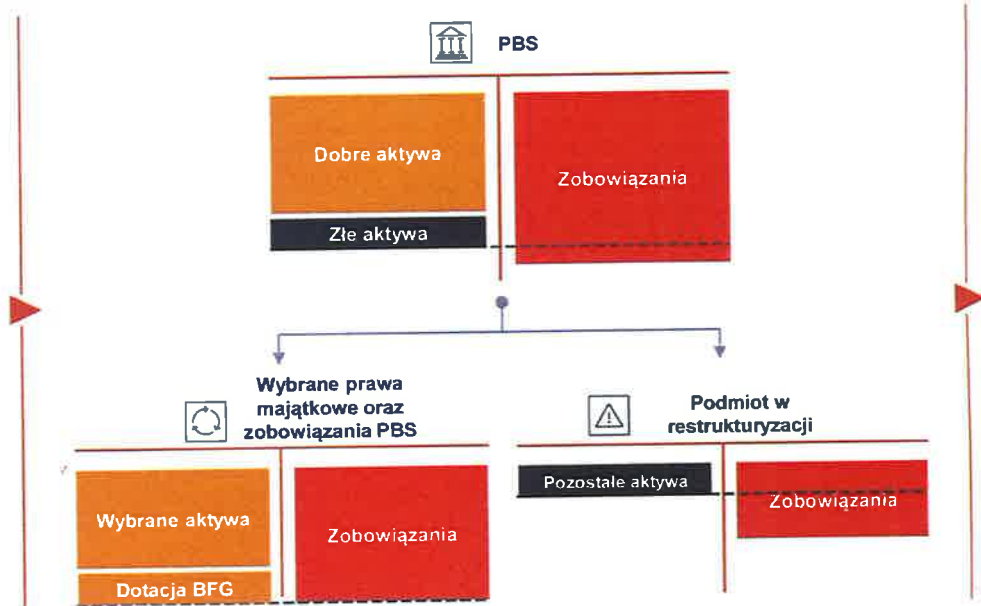 PBS
Dobre aktywa
Zobowiązania
Złe aktywa
Wybrane prawa
majątkowe oraz
zobowiązania PBS
Podmiot w
restrukturyzacji
Wybrane aktywa
Zobowiązania
Dotacja BFG
Pozostałe aktywa
Zobowiązania